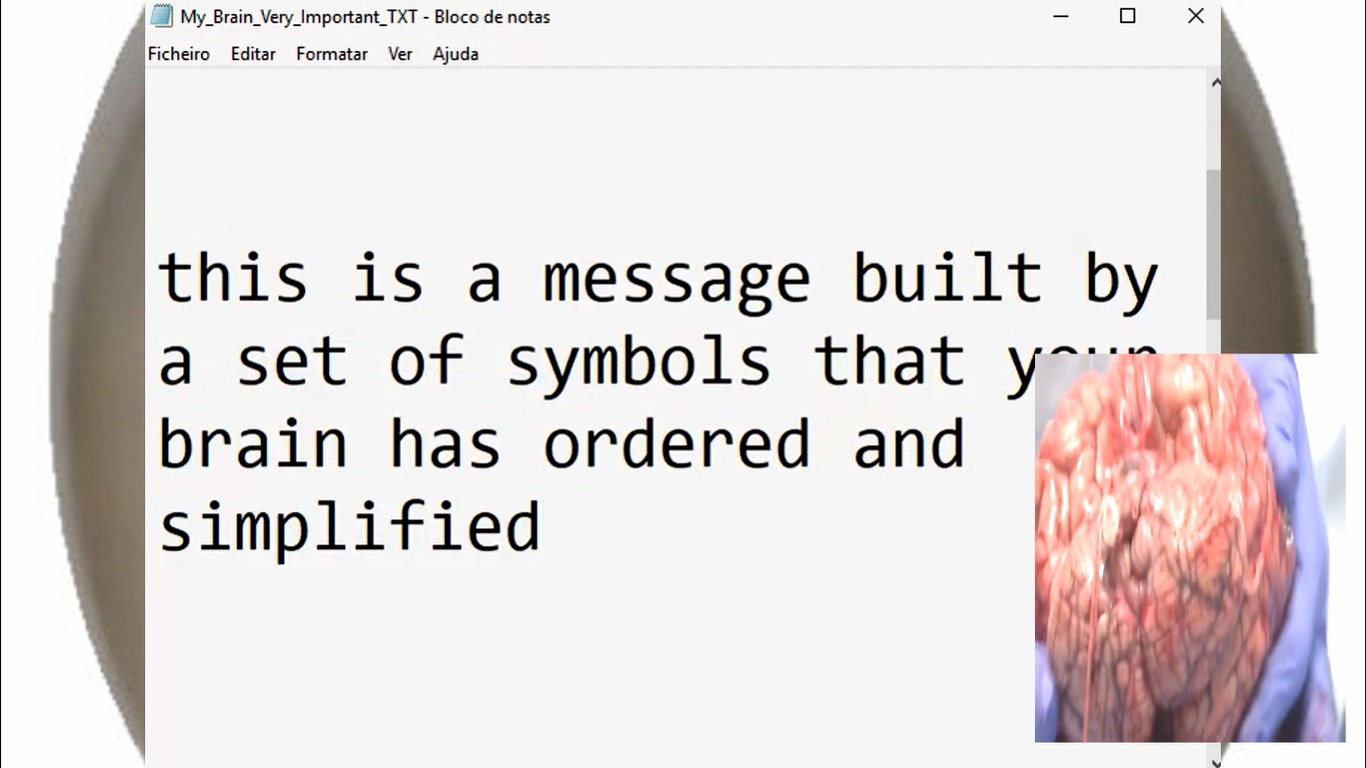 My_Brain_Very_Important_TXT - Bloco de notas
Ficheiro Editar Formatar Ver Ajuda
this is a message built by
a set of symbols that your
brain has ordered and
simplified